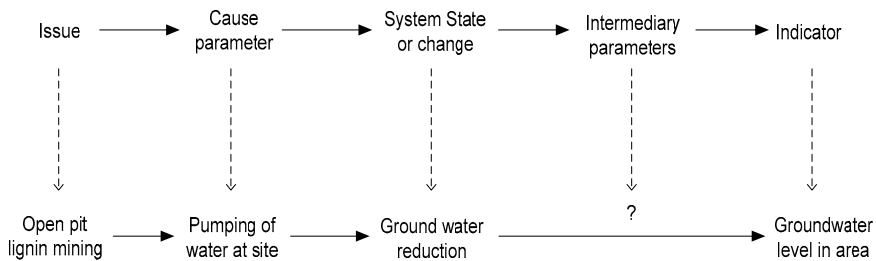 Issue
Cause
parameter
System State
or change
Intermediary
parameters
Indicator
Open pit
lignin mining
Pumping of
water at site
Ground water
reduction
?
Groundwater
level in area